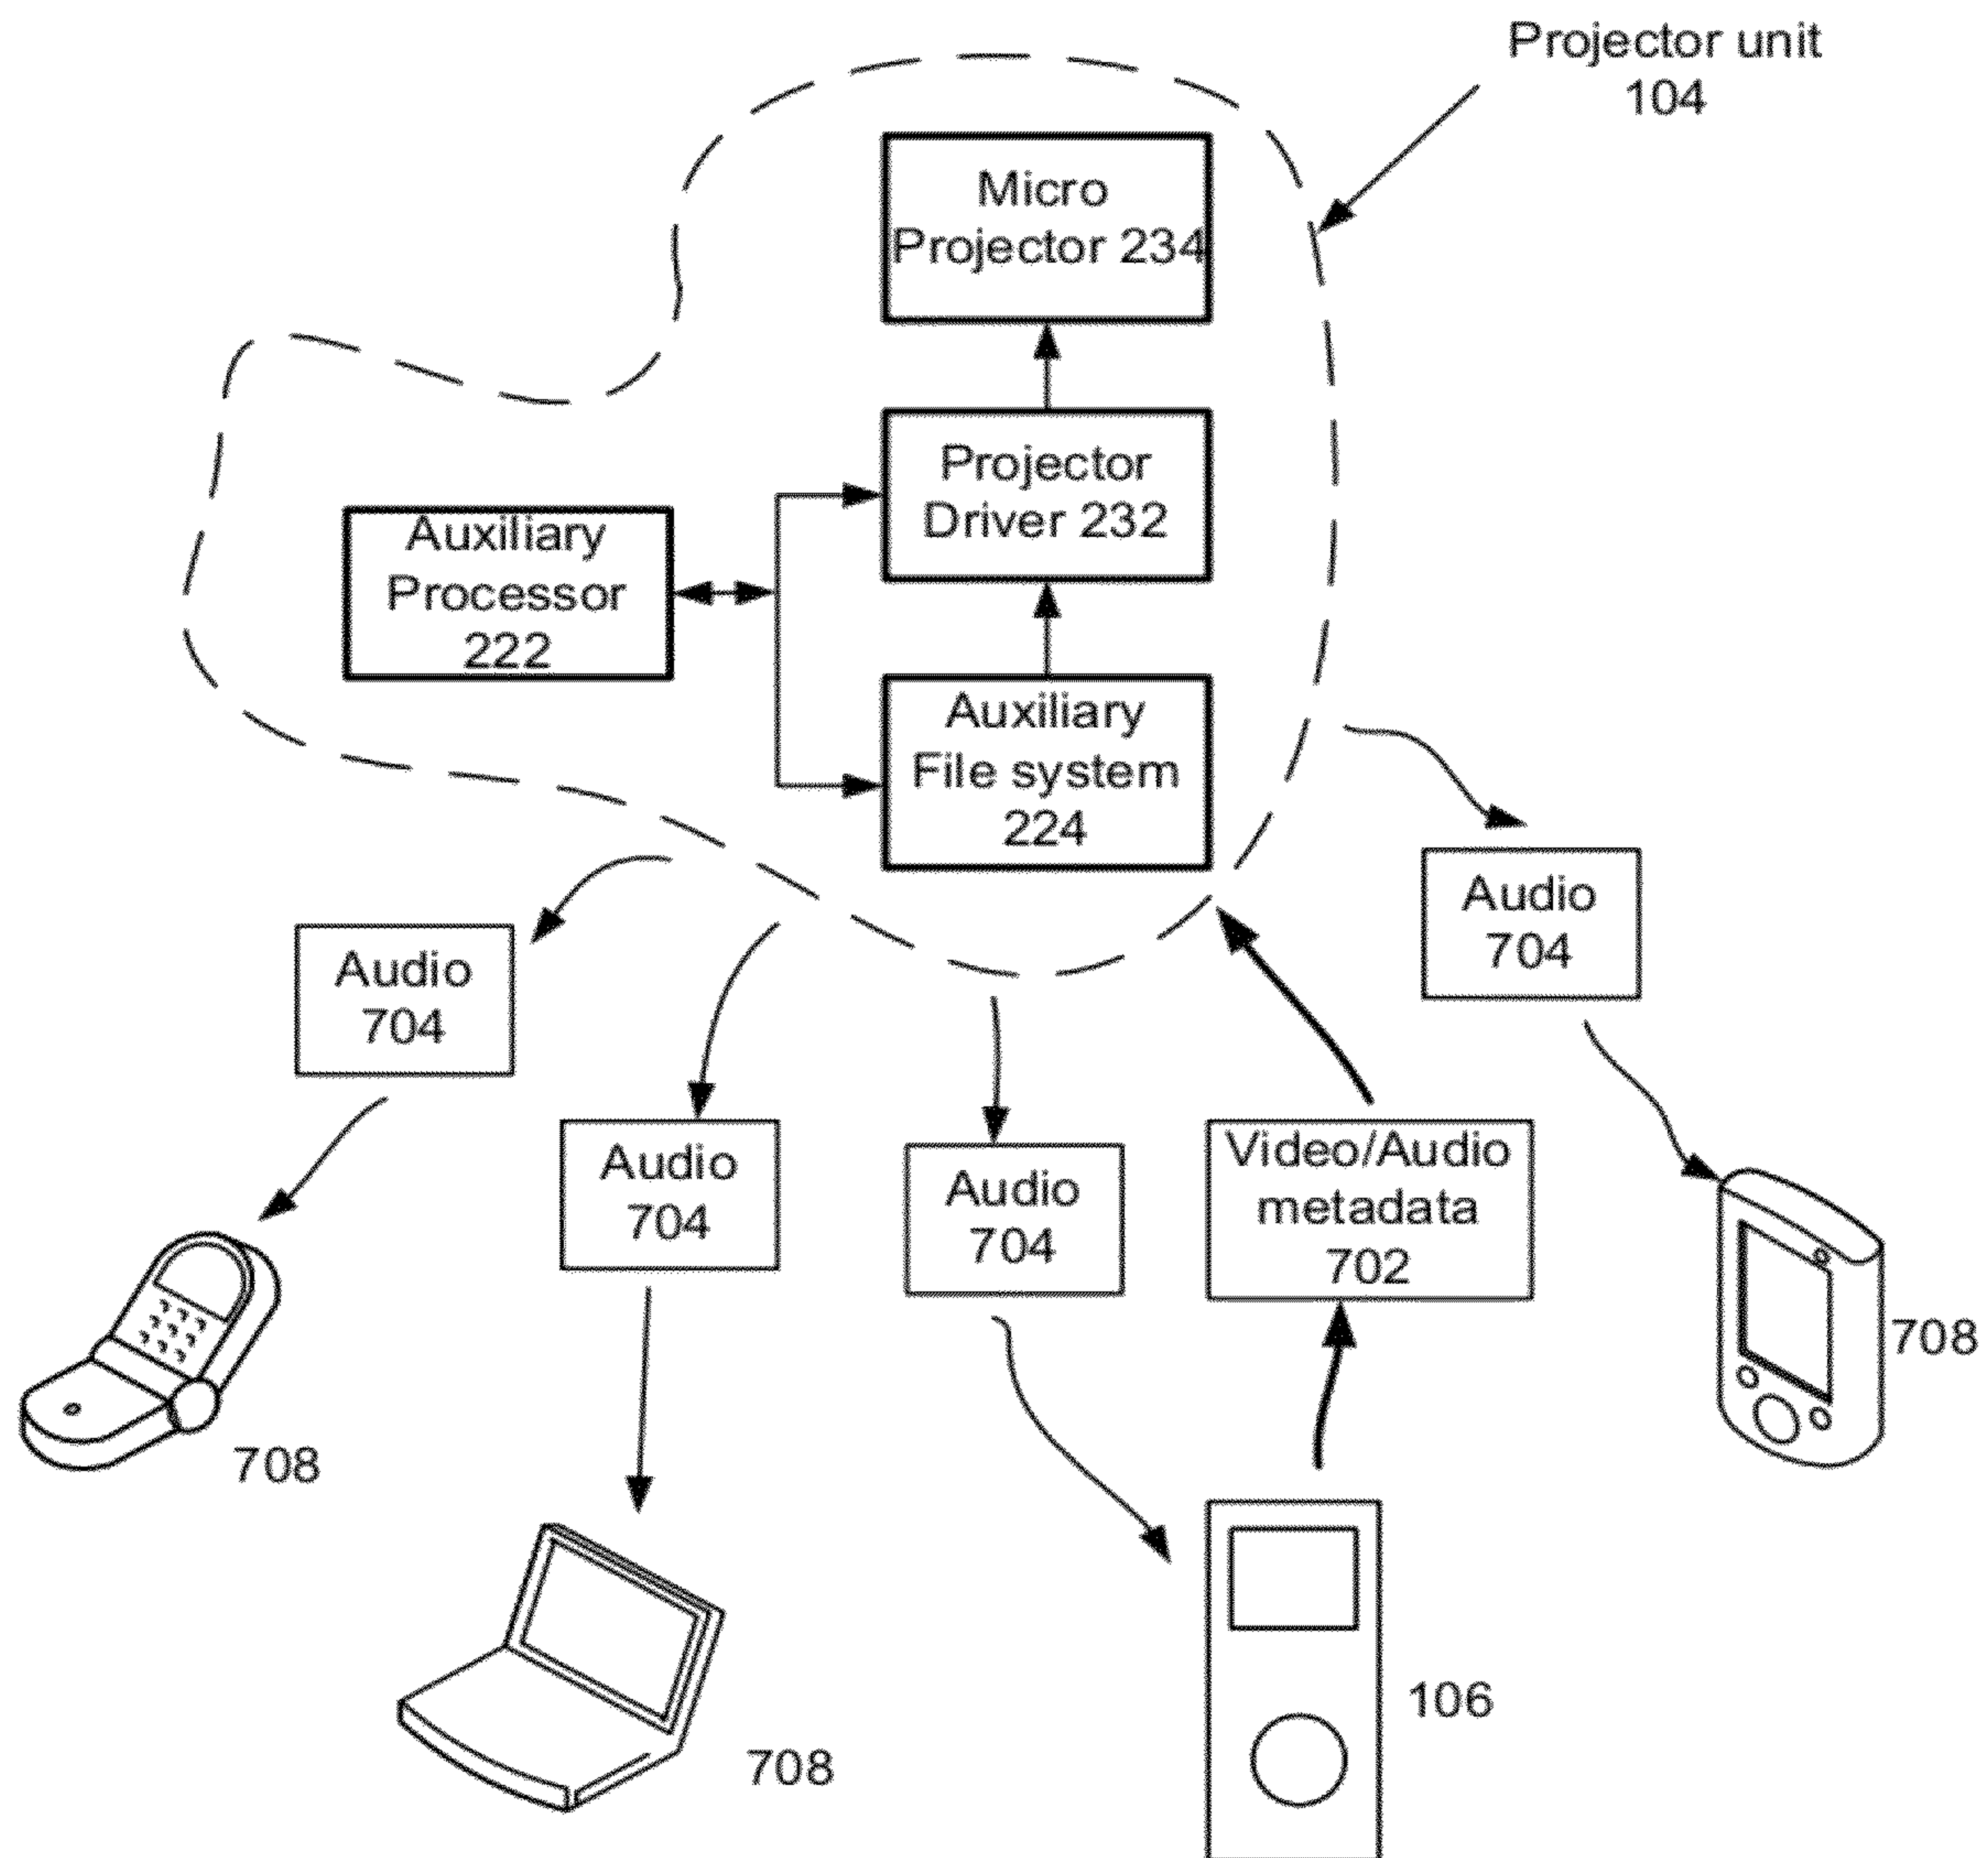 Projector unit
104
Micro
Projector 234
Projector
Driver 232
Auxiliary
Processor
222
Auxiliary
File system
224
Audio
704
Audio
704
Audio
704
Audio
704
Video/Audio
metadata
702
708
708
708
106